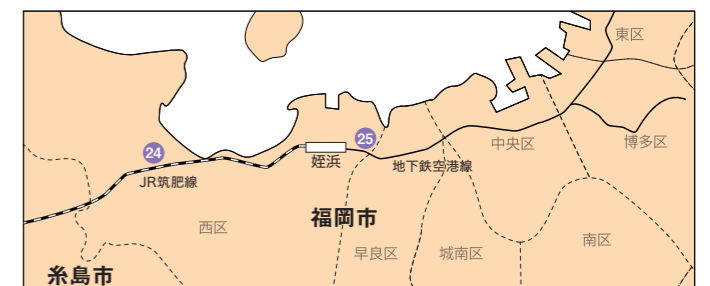 東区
24
25
姪浜
中央区
博多区
JR筑肥線
地下鉄空港線
西区
福岡市
早良区
城南区
南区
糸島市